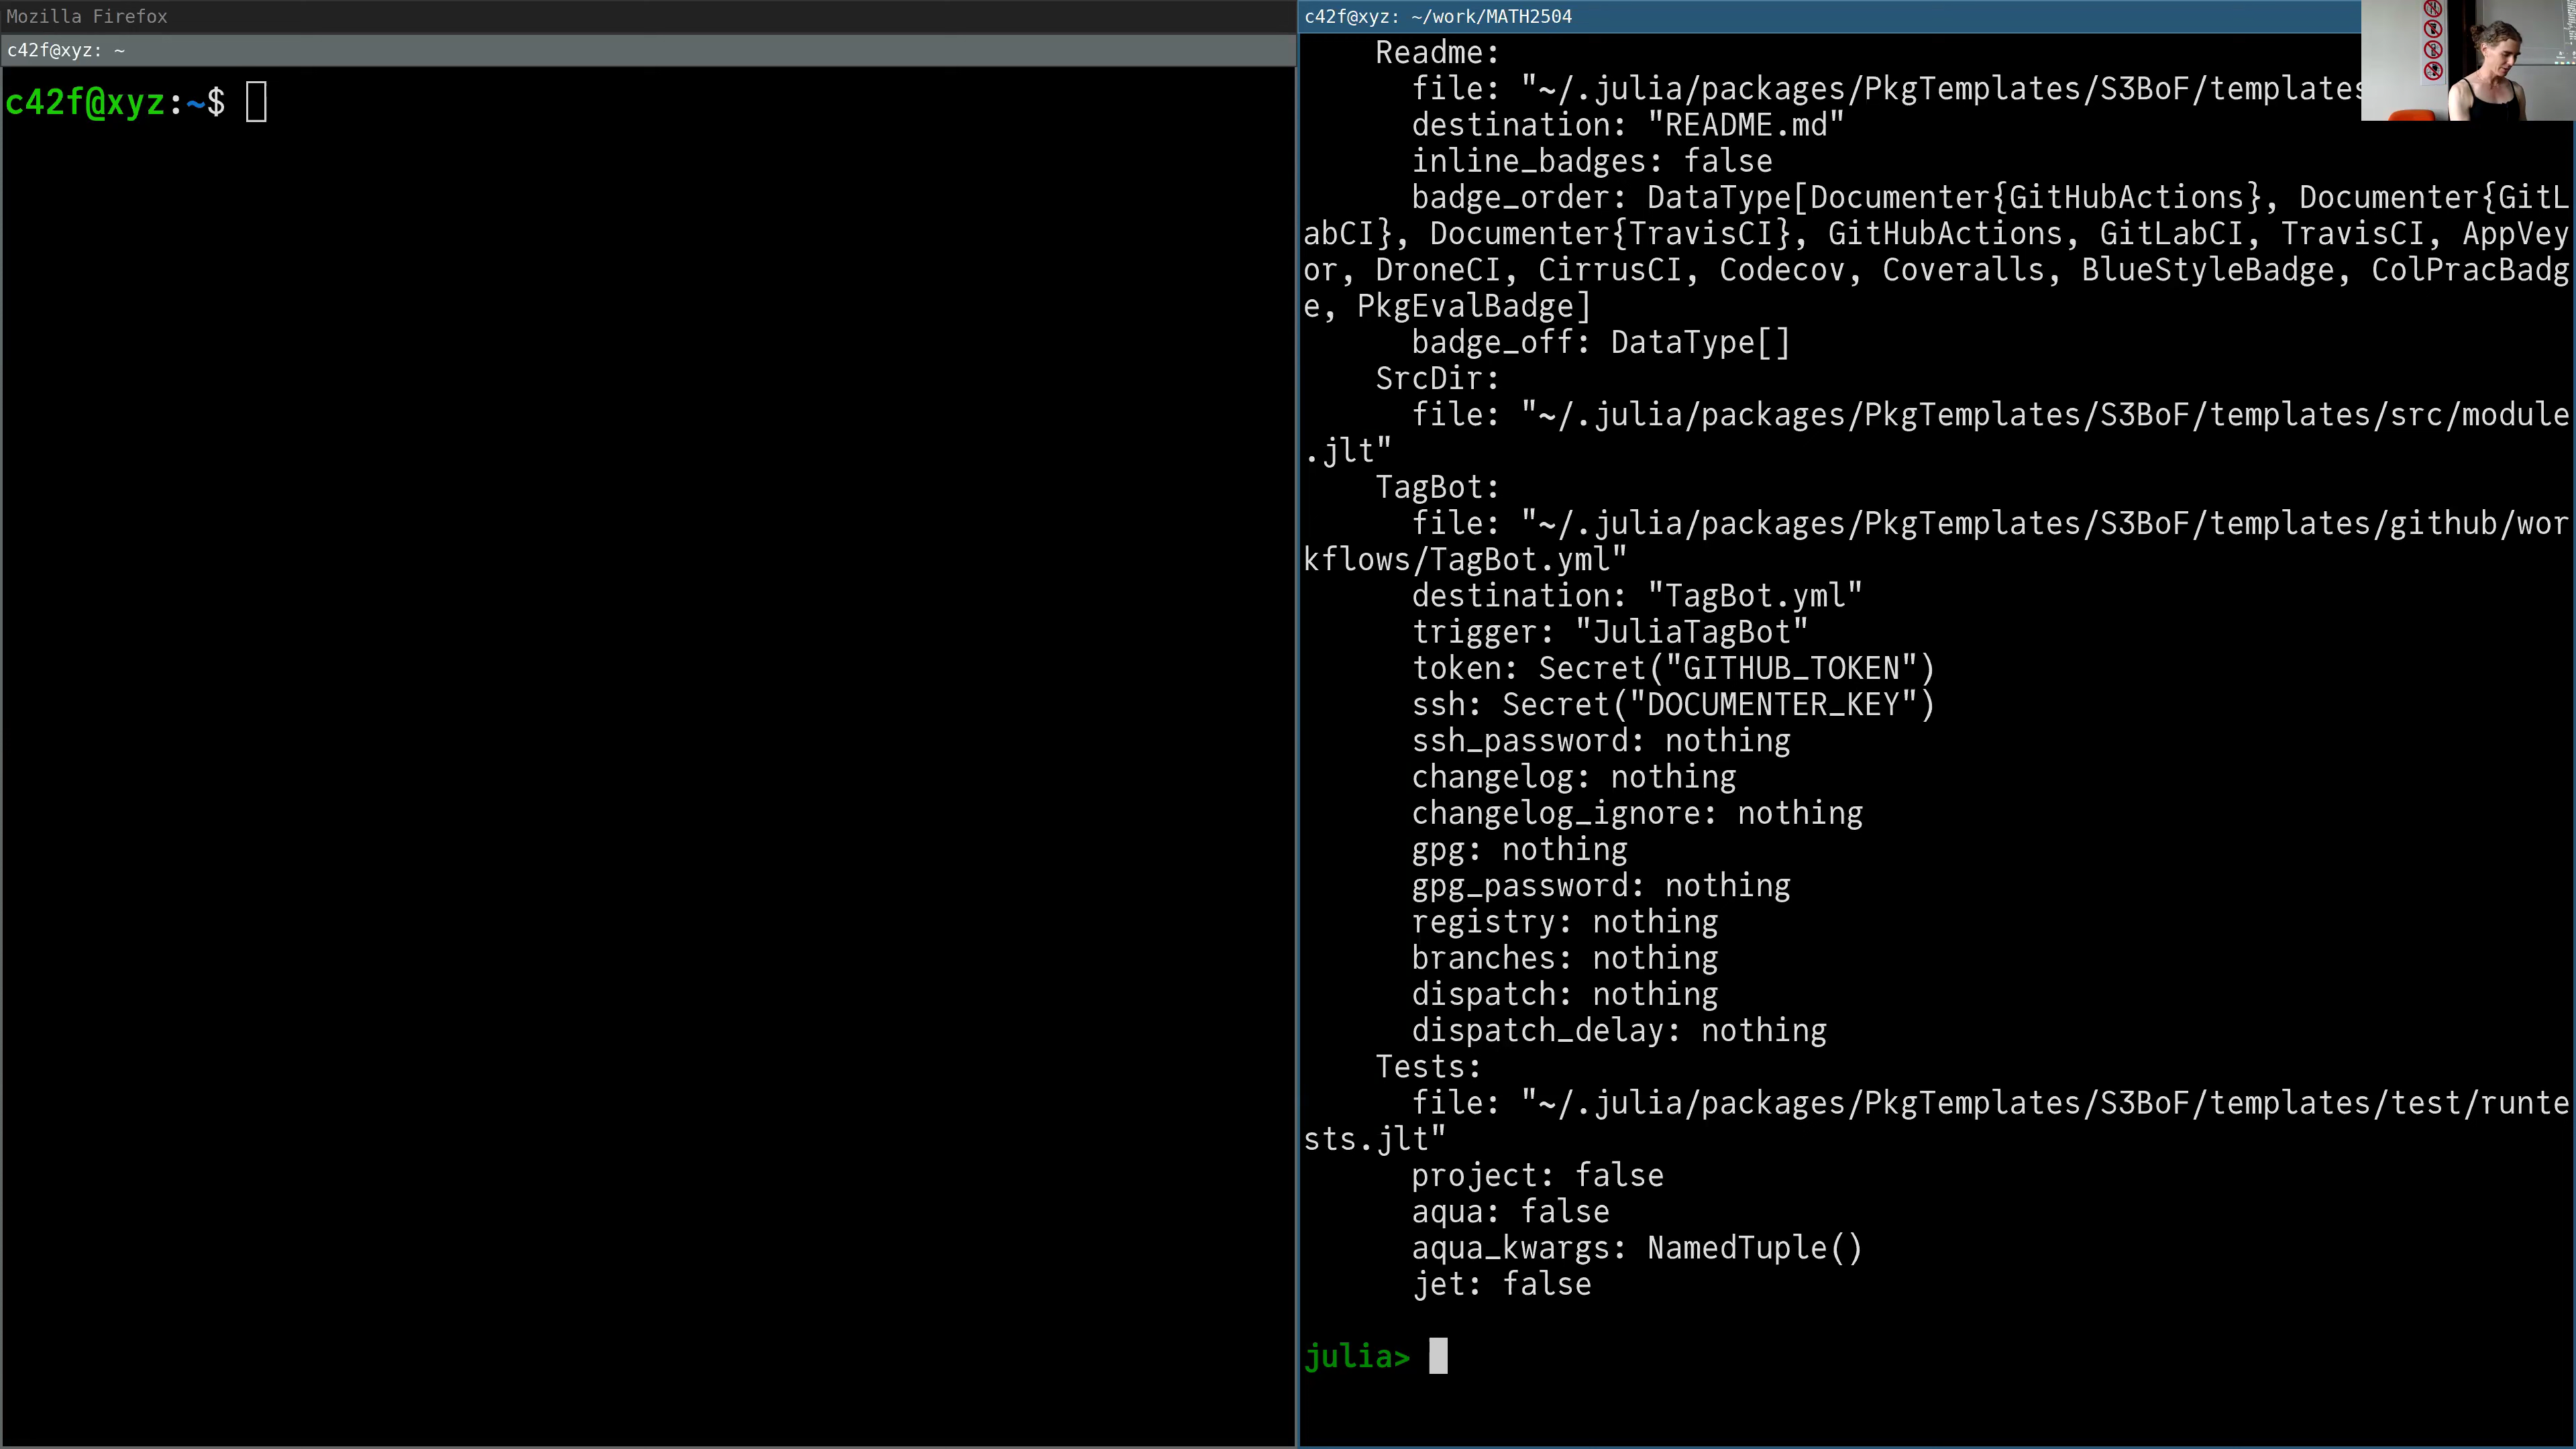 Mozilla Firefox
c42f@xyz: ~
c42f@xyz:~$
c42f@xyz: ~/work/MATH2504
Readme:
file: "~/.julia/packages/PkgTemplates/S3BoF/templates
destination: "README.md"
inline_badges: false
badge_order: DataType[Documenter{GitHubActions}, Documenter{GitL
abCI}, Documenter{TravisCI}, GitHubActions, GitLabCI, TravisCI, AppVey
or, DroneCI, CirrusCI, Codecov, Coveralls, BlueStyleBadge, ColPracBadg
e, PkgEvalBadge]
badge_off: DataType[]
SrcDir:
file: "~/.julia/packages/PkgTemplates/S3BoF/templates/src/module
.jlt"
TagBot:
file: "~/.julia/packages/PkgTemplates/S3BoF/templates/github/wor
kflows/TagBot.yml"
destination: "TagBot.yml"
trigger: "JuliaTagBot"
token: Secret("GITHUB_TOKEN")
ssh: Secret("DOCUMENTER_KEY")
ssh_password: nothing
changelog: nothing
changelog_ignore: nothing
gpg: nothing
gpg_password: nothing
registry: nothing
branches: nothing
dispatch: nothing
dispatch_delay: nothing
Tests:
file: "~/.julia/packages/PkgTemplates/S3BoF/templates/test/runte
sts.jlt"
project: false
aqua: false
aqua_kwargs: NamedTuple()
jet: false
julia>